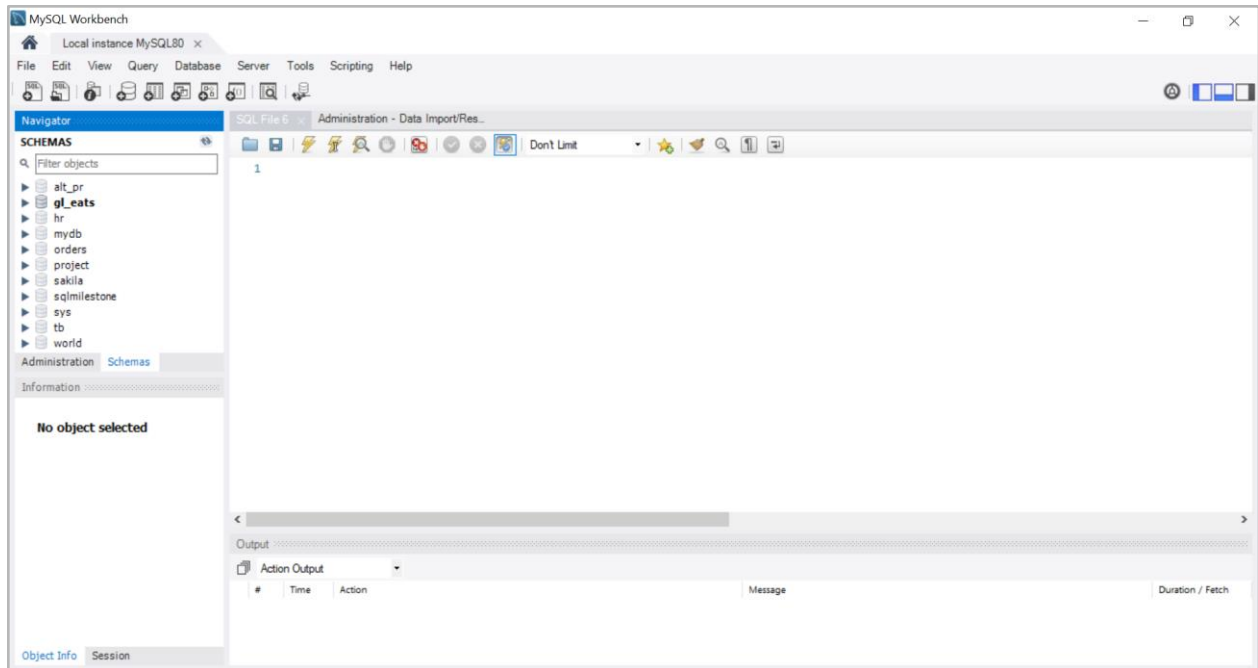 MySQL Workbench
Local instance MySQL80
File Edit View Query Database Server Tools Scripting Help
Navigator
SQL File 6 Administration - Data Import/Res...
SCHEMAS
Don't Limit
Filter objects
1
alt_pr
gl_eats
hr
mydb
orders
project
sakila
sqlmilestone
sys
tb
world
Administration Schemas
Information
No object selected
Output
Action Output
# Time Action Message Duration / Fetch
Object Info Session